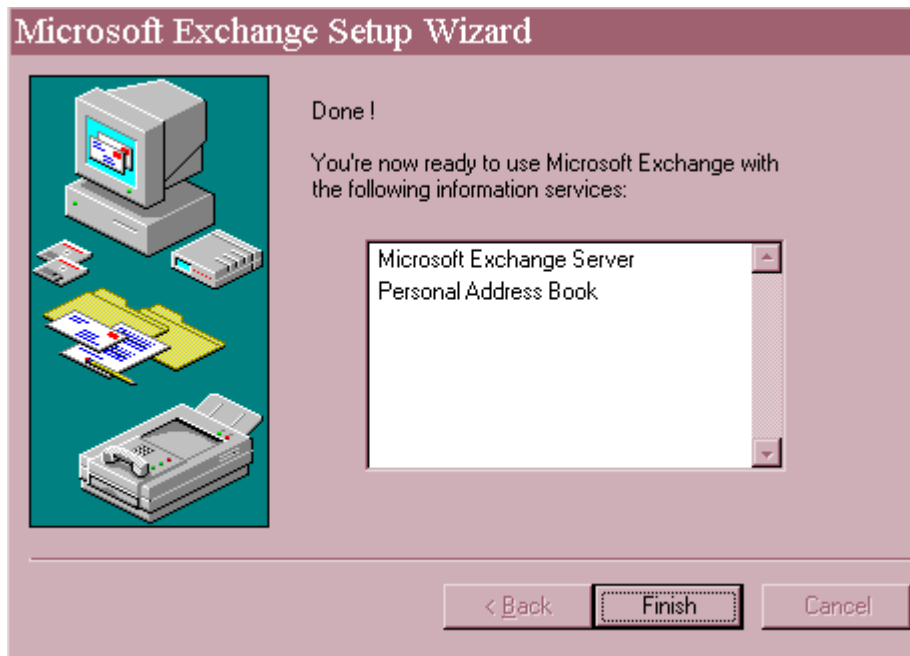 Microsoft Exchange Setup Wizard
Done !
You're now ready to use Microsoft Exchange with
the following information services:
Microsoft Exchange Server
Personal Address Book
< Back
Finish
Cancel